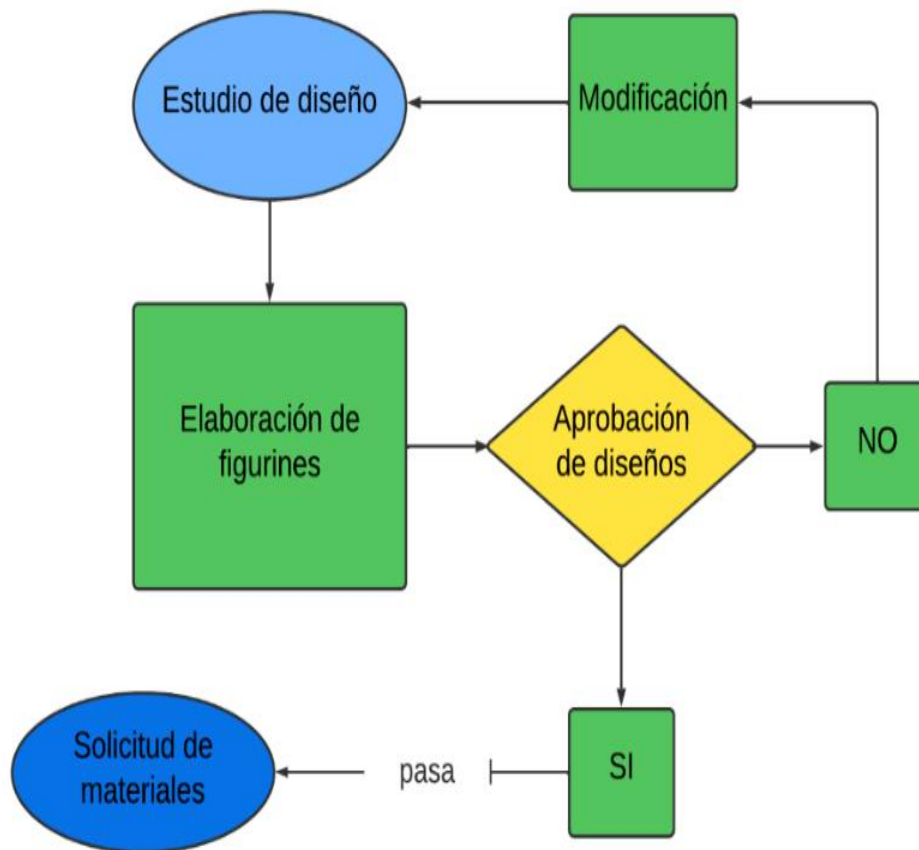 Estudio de diseño
Modificación
Elaboración de
figurines
Aprobación
de diseños
NO
SI
pasa
Solicitud de
materiales